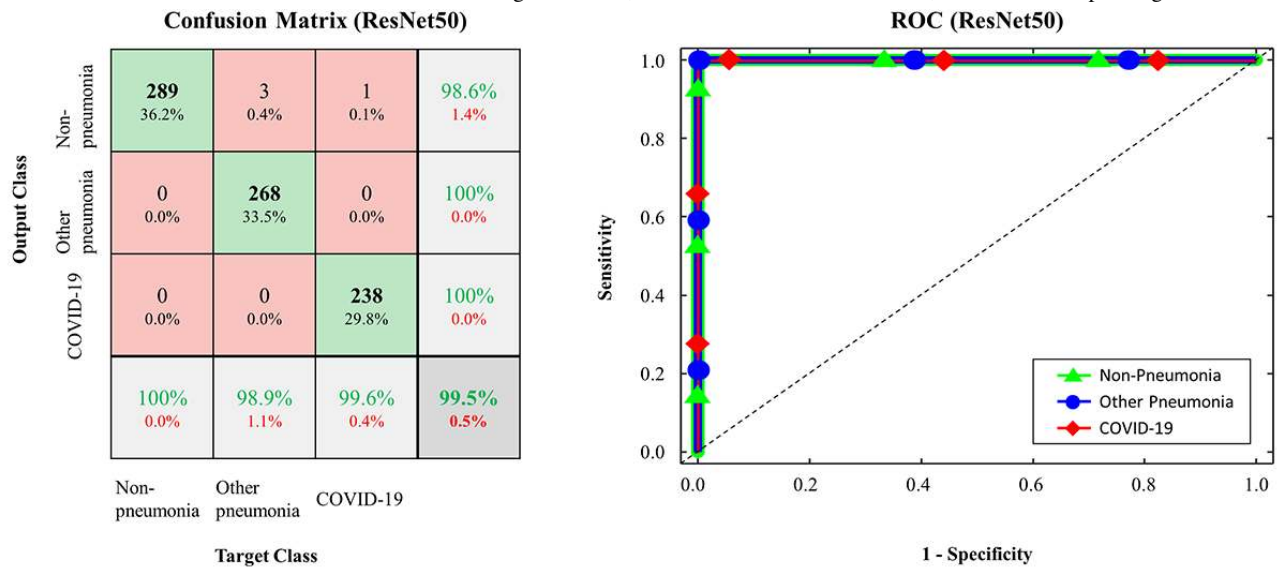 Confusion Matrix (ResNet50)
Output Class
Non-
pneumonia
289
36.2%
3
0.4%
1
0.1%
98.6%
1.4%
Other
pneumonia
0
0.0%
268
33.5%
0
0.0%
100%
0.0%
COVID-19
0
0.0%
0
0.0%
238
29.8%
100%
0.0%
100%
0.0%
98.9%
1.1%
99.6%
0.4%
99.5%
0.5%
Non-
pneumonia
Other
pneumonia
COVID-19
Target Class
ROC (ResNet50)
Sensitivity
1.0
0.8
0.6
0.4
0.2
0.0
Non-Pneumonia
Other Pneumonia
COVID-19
0.0
0.2
0.4
0.6
0.8
1.0
1 - Specificity